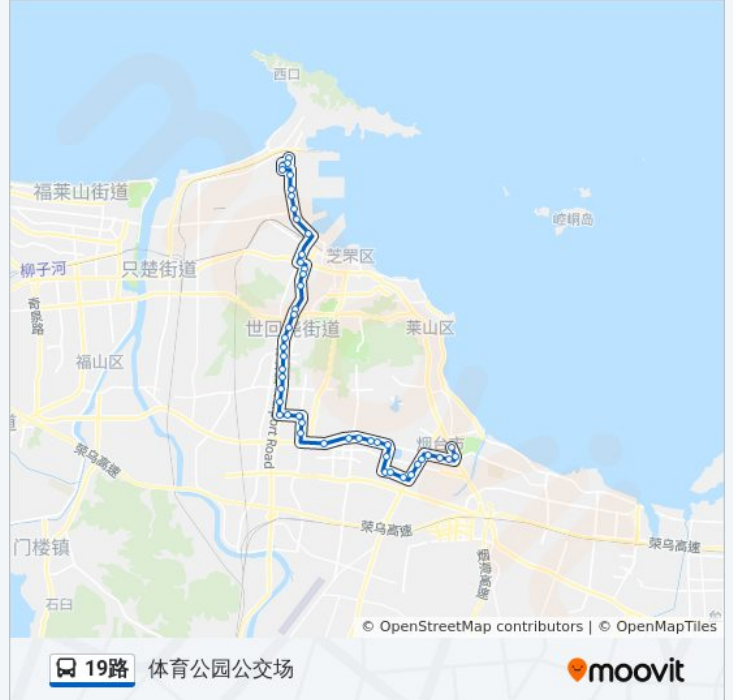 西口
福莱山街道
崆峒岛
芝罘区
柳子河
只楚街道
奇泉路
世回尧街道
莱山区
福山区
道
烟台市
Port Road
荣乌高速
荣乌高速
门楼镇
荣乌高速
烟海高速
石臼
© OpenStreetMap contributors | © OpenMapTiles
19路 体育公园公交场
moovit